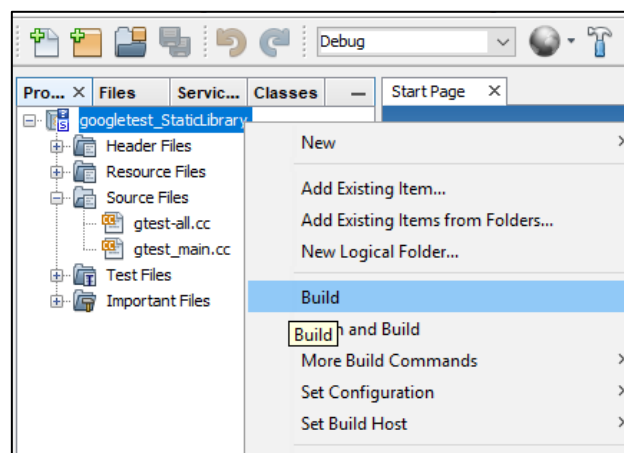 Debug
Pro... Files Servic... Classes
Start Page
googletest_StaticLibrary
Header Files
Resource Files
Source Files
gtest-all.cc
gtest_main.cc
Test Files
Important Files
New
Add Existing Item...
Add Existing Items from Folders...
New Logical Folder...
Build
and Build
Build
More Build Commands
Set Configuration
Set Build Host